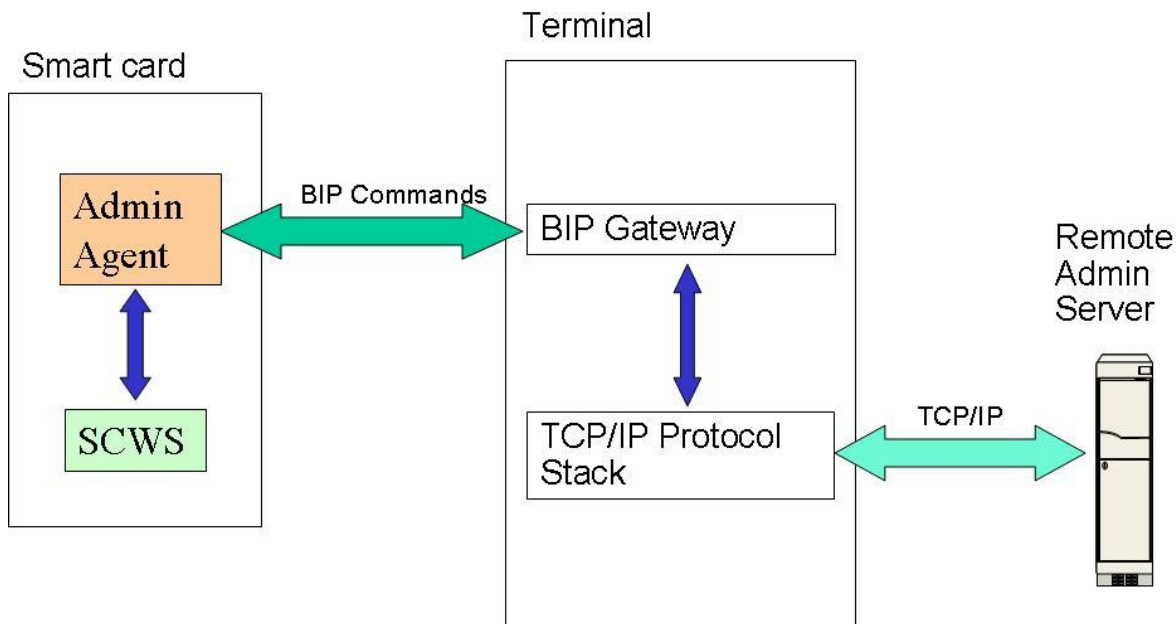 Terminal
Smart card
Admin
Agent
BIP Commands
BIP Gateway
Remote
Admin
Server
SCWS
TCP/IP Protocol
Stack
TCP/IP